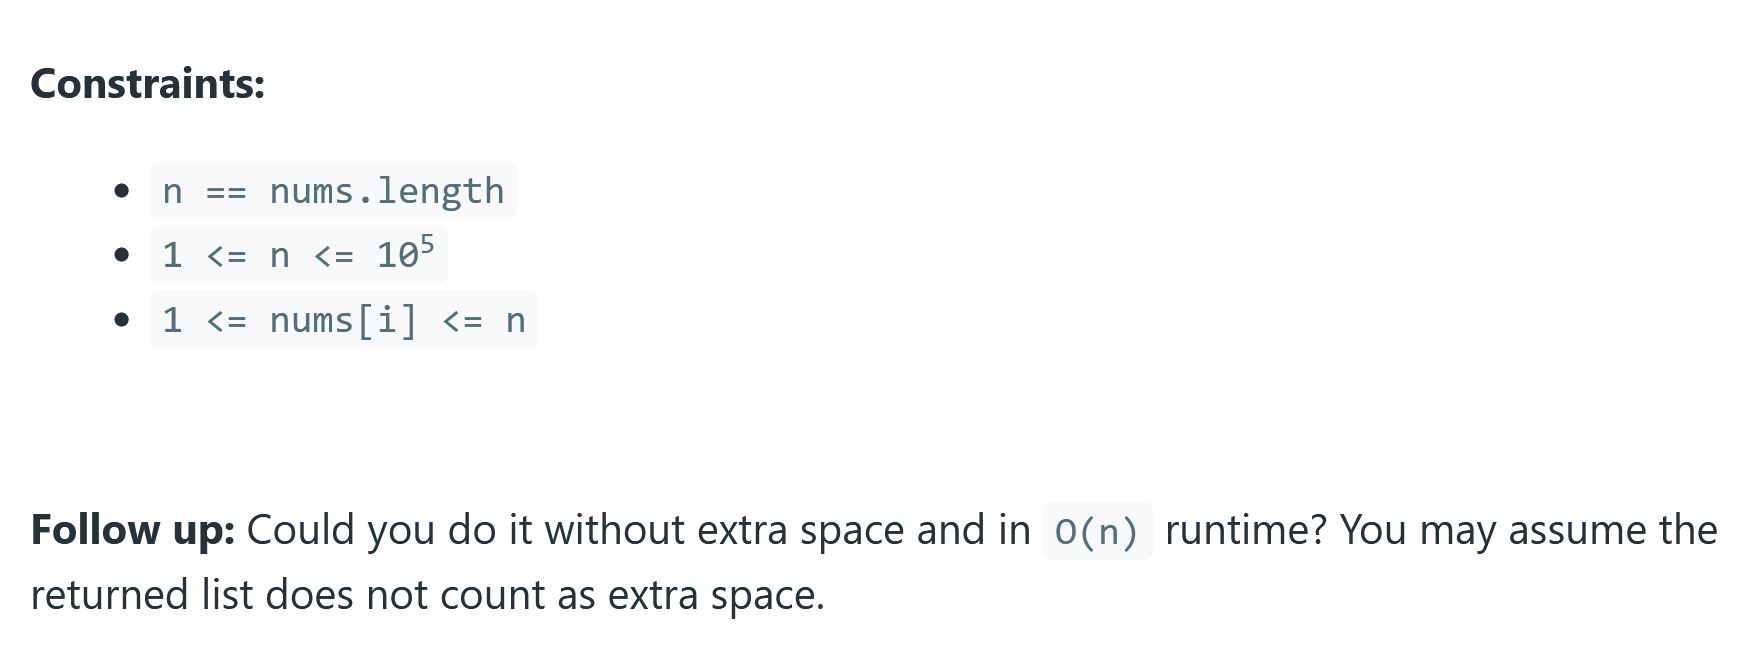 Constraints:
• n == nums.length
• 1 <= n <= 10⁵
• 1 <= nums[i] <= n
Follow up: Could you do it without extra space and in O(n) runtime? You may assume the
returned list does not count as extra space.